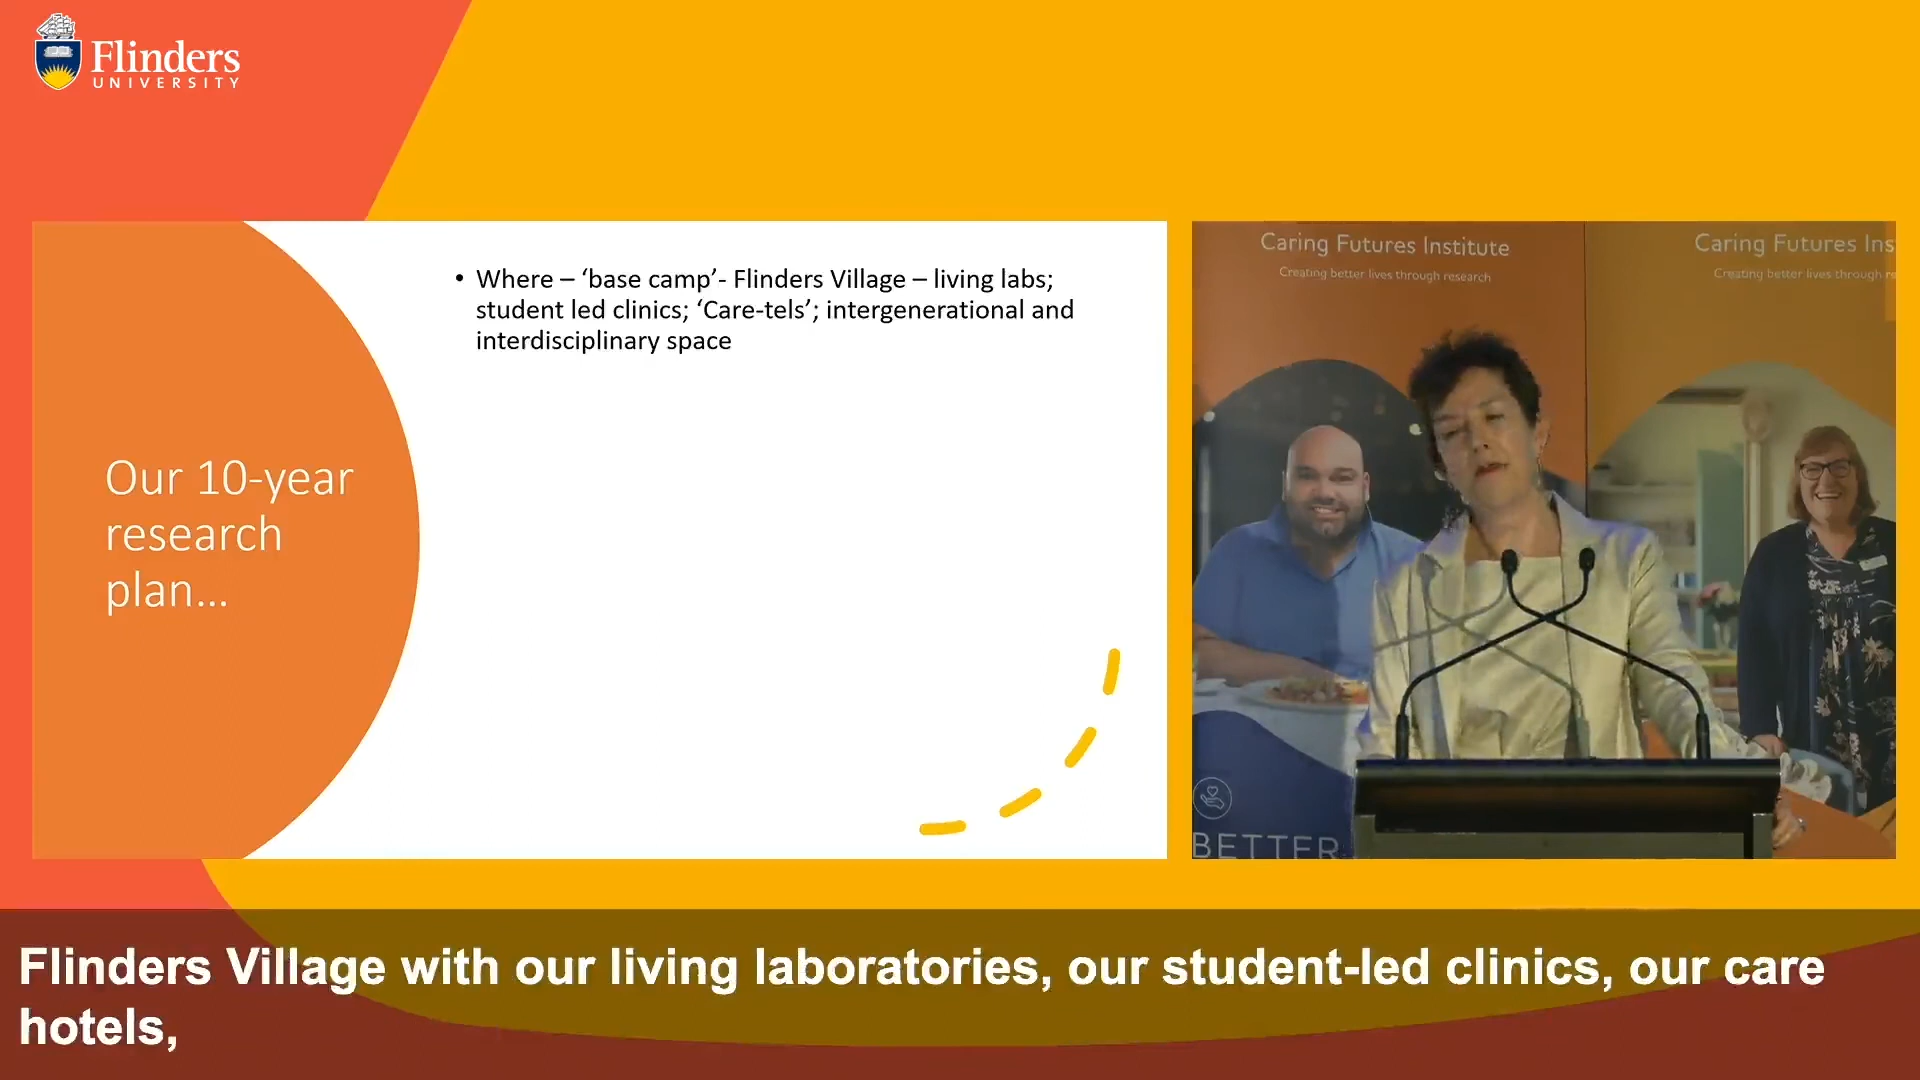 Flinders
UNIVERSITY
Our 10-year
research
plan...
• Where – ‘base camp’- Flinders Village – living labs;
student led clinics; ‘Care-tels’; intergenerational and
interdisciplinary space
Caring Futures Institute
Creating better lives through research
Caring Futures Ins
Creating better lives through re
BETTER
Flinders Village with our living laboratories, our student-led clinics, our care
hotels,